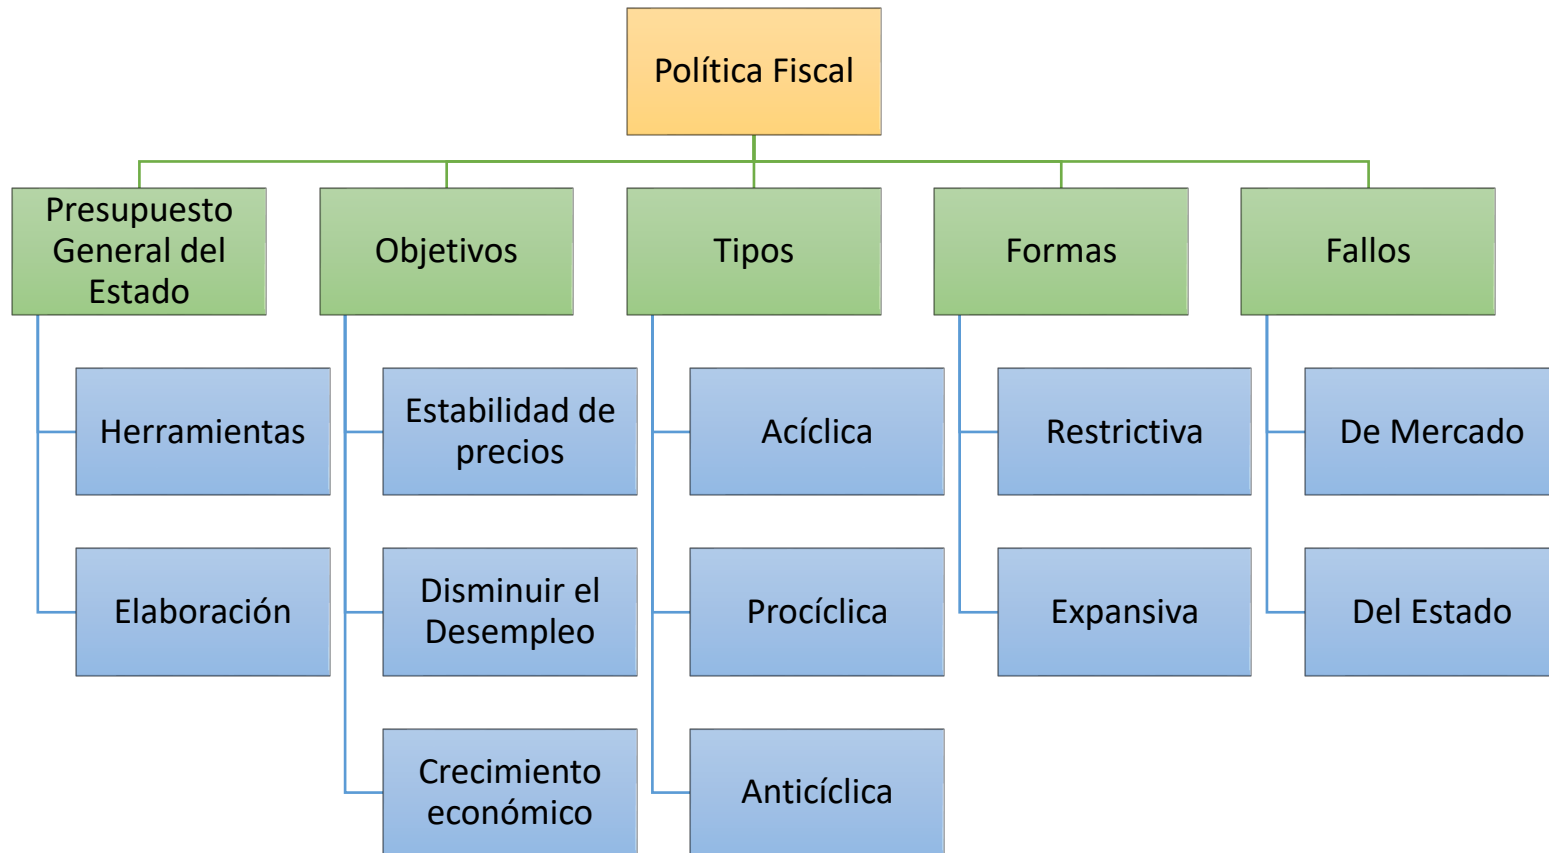 Política Fiscal
Presupuesto
General del
Estado
Herramientas
Elaboración
Objetivos
Estabilidad de
precios
Disminuir el
Desempleo
Crecimiento
económico
Tipos
Acíclica
Procíclica
Anticíclica
Formas
Restrictiva
Expansiva
Fallos
De Mercado
Del Estado